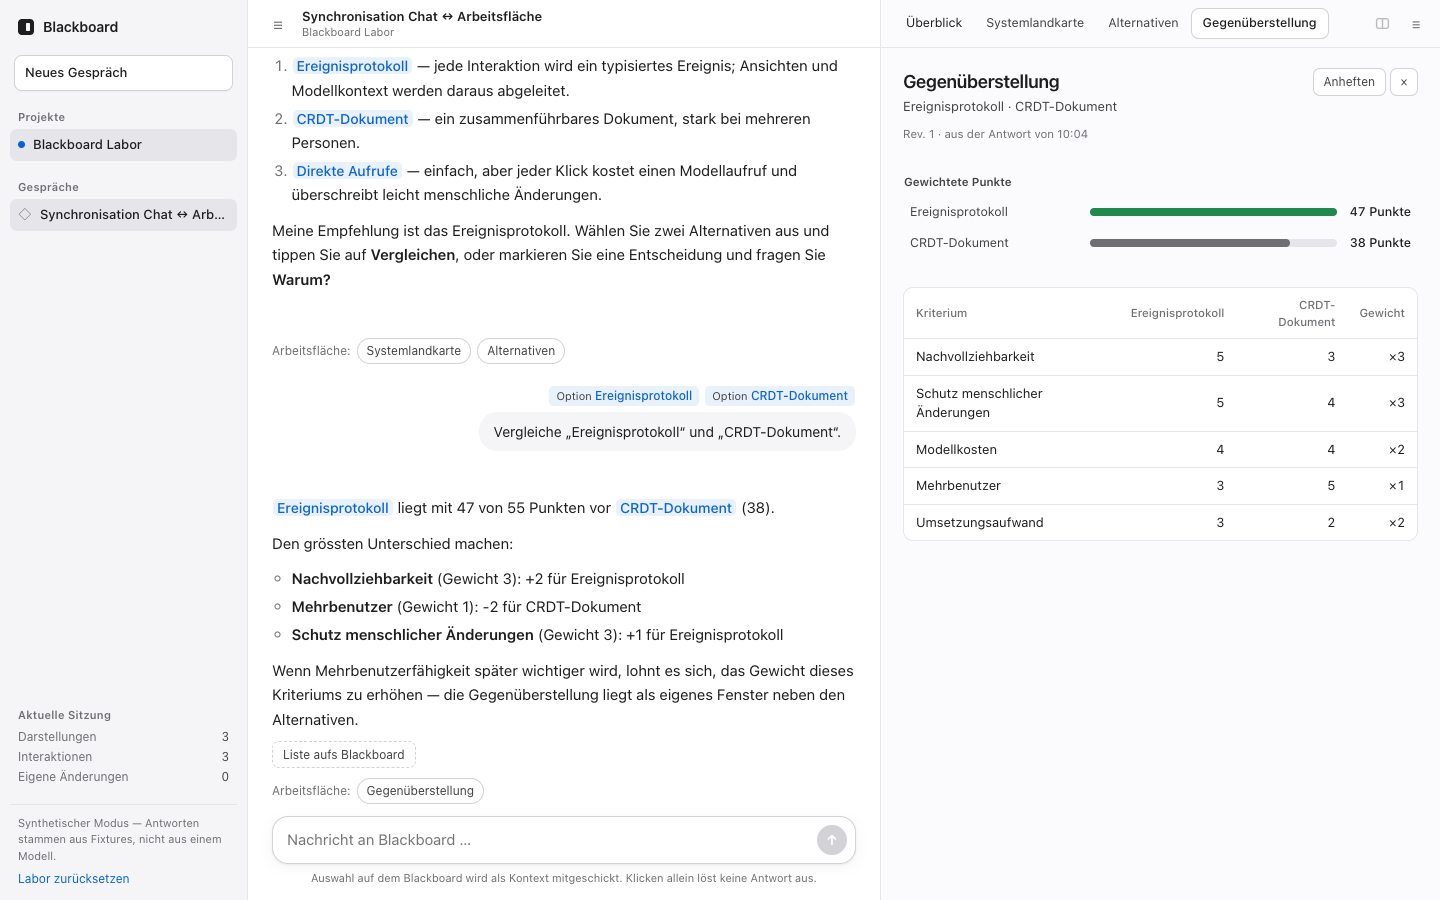 Blackboard
Neues Gespräch
Projekte
Blackboard Labor
Gespräche
Synchronisation Chat ↔ Arb...
Aktuelle Sitzung
Darstellungen 3
Interaktionen 3
Eigene Änderungen 0
Synthetischer Modus — Antworten
stammen aus Fixtures, nicht aus einem
Modell.
Labor zurücksetzen
Synchronisation Chat ↔ Arbeitsfläche
Blackboard Labor
1. Ereignisprotokoll — jede Interaktion wird ein typisiertes Ereignis; Ansichten und
Modellkontext werden daraus abgeleitet.
2. CRDT-Dokument — ein zusammenführbares Dokument, stark bei mehreren
Personen.
3. Direkte Aufrufe — einfach, aber jeder Klick kostet einen Modellaufruf und
überschreibt leicht menschliche Änderungen.
Meine Empfehlung ist das Ereignisprotokoll. Wählen Sie zwei Alternativen aus und
tippen Sie auf Vergleichen, oder markieren Sie eine Entscheidung und fragen Sie
Warum?
Arbeitsfläche: Systemlandkarte Alternativen
Option Ereignisprotokoll Option CRDT-Dokument
Vergleiche „Ereignisprotokoll“ und „CRDT-Dokument“.
Ereignisprotokoll liegt mit 47 von 55 Punkten vor CRDT-Dokument (38).
Den grössten Unterschied machen:
Nachvollziehbarkeit (Gewicht 3): +2 für Ereignisprotokoll
Mehrbenutzer (Gewicht 1): -2 für CRDT-Dokument
Schutz menschlicher Änderungen (Gewicht 3): +1 für Ereignisprotokoll
Wenn Mehrbenutzerfähigkeit später wichtiger wird, lohnt es sich, das Gewicht dieses
Kriteriums zu erhöhen — die Gegenüberstellung liegt als eigenes Fenster neben den
Alternativen.
Liste aufs Blackboard
Arbeitsfläche: Gegenüberstellung
Nachricht an Blackboard ...
Auswahl auf dem Blackboard wird als Kontext mitgeschickt. Klicken allein löst keine Antwort aus.
Überblick Systemlandkarte Alternativen Gegenüberstellung
Gegenüberstellung Anheften ×
Ereignisprotokoll · CRDT-Dokument
Rev. 1 · aus der Antwort von 10:04
Gewichtete Punkte
Ereignisprotokoll 47 Punkte
CRDT-Dokument 38 Punkte
Kriterium Ereignisprotokoll CRDT-
Dokument Gewicht
Nachvollziehbarkeit 5 3 ×3
Schutz menschlicher
Änderungen 5 4 ×3
Modellkosten 4 4 ×2
Mehrbenutzer 3 5 ×1
Umsetzungsaufwand 3 2 ×2